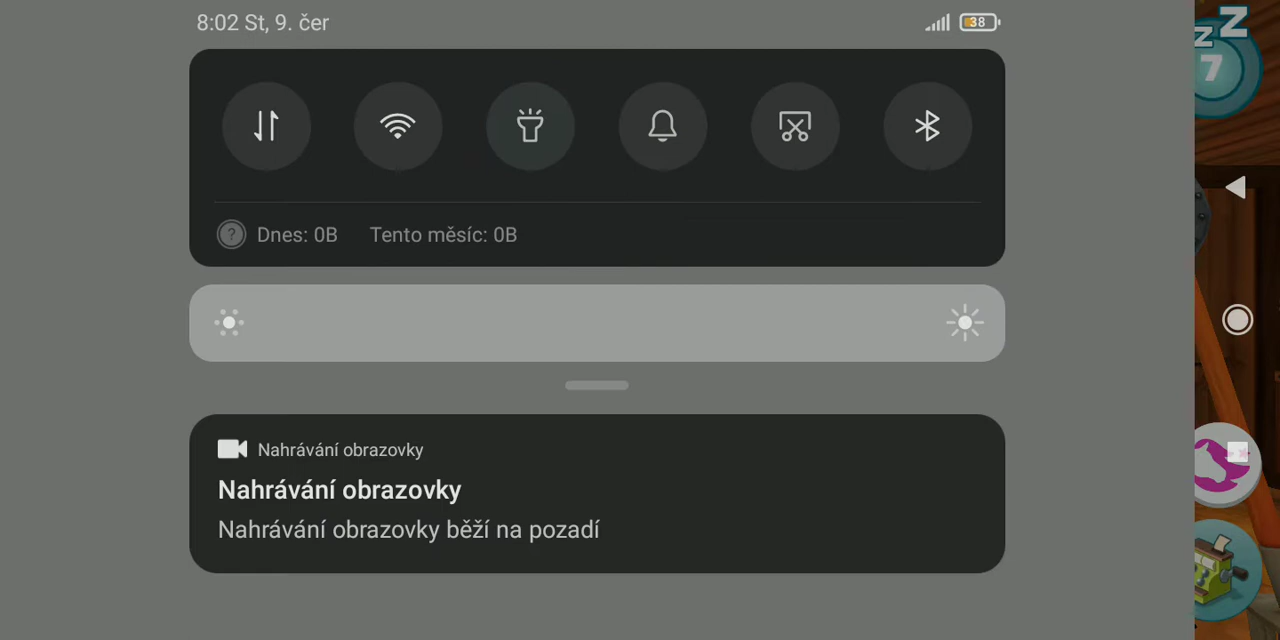 8:02 St, 9. čer
38
Z
Z
7
Dnes: 0B Tento měsíc: 0B
Nahrávání obrazovky
Nahrávání obrazovky
Nahrávání obrazovky běží na pozadí